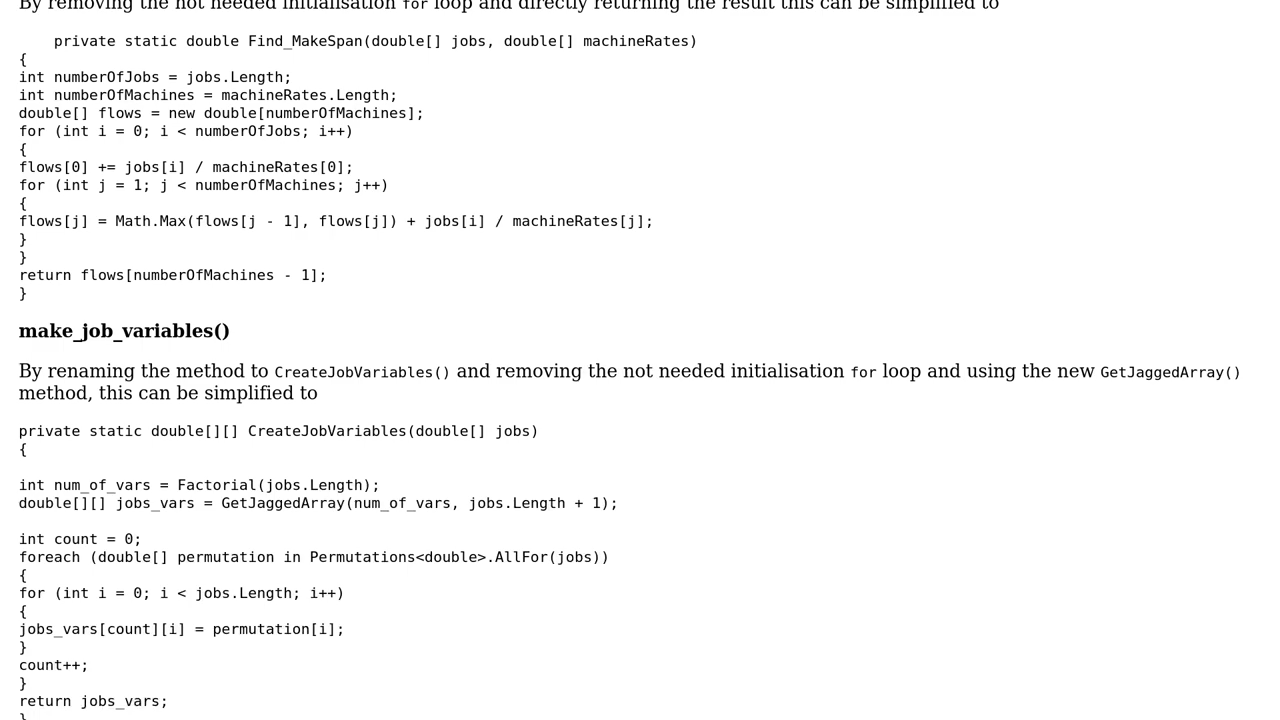 By removing the not needed initialisation for loop and directly returning the result this can be simplified to
private static double Find_MakeSpan(double[] jobs, double[] machineRates)
{
int numberOfJobs = jobs.Length;
int numberOfMachines = machineRates.Length;
double[] flows = new double[numberOfMachines];
for (int i = 0; i < numberOfJobs; i++)
{
flows[0] += jobs[i] / machineRates[0];
for (int j = 1; j < numberOfMachines; j++)
{
flows[j] = Math.Max(flows[j - 1], flows[j]) + jobs[i] / machineRates[j];
}
}
return flows[numberOfMachines - 1];
}
make_job_variables()
By renaming the method to CreateJobVariables() and removing the not needed initialisation for loop and using the new GetJaggedArray()
method, this can be simplified to
private static double[][] CreateJobVariables(double[] jobs)
{
int num_of_vars = Factorial(jobs.Length);
double[][] jobs_vars = GetJaggedArray(num_of_vars, jobs.Length + 1);
int count = 0;
foreach (double[] permutation in Permutations<double>.AllFor(jobs))
{
for (int i = 0; i < jobs.Length; i++)
{
jobs_vars[count][i] = permutation[i];
}
count++;
}
return jobs_vars;
}